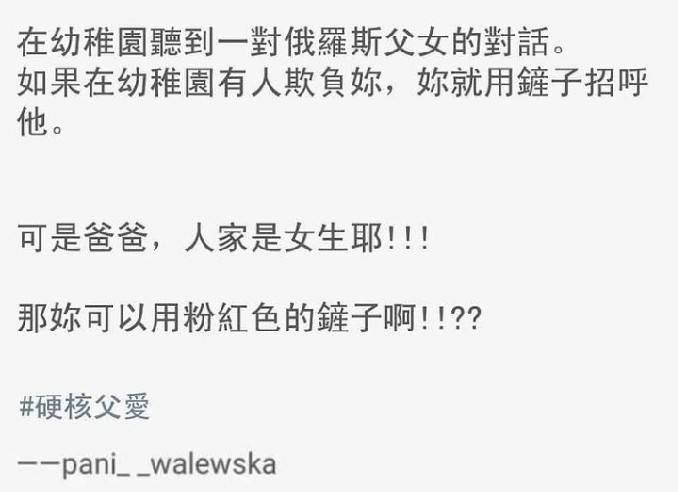 在幼稚園聽到一對俄羅斯父女的對話。
如果在幼稚園有人欺負妳，妳就用鏟子招呼
他。
可是爸爸，人家是女生耶!!!
那妳可以用粉紅色的鏟子啊!!??
#硬核父愛
——pani_ _walewska